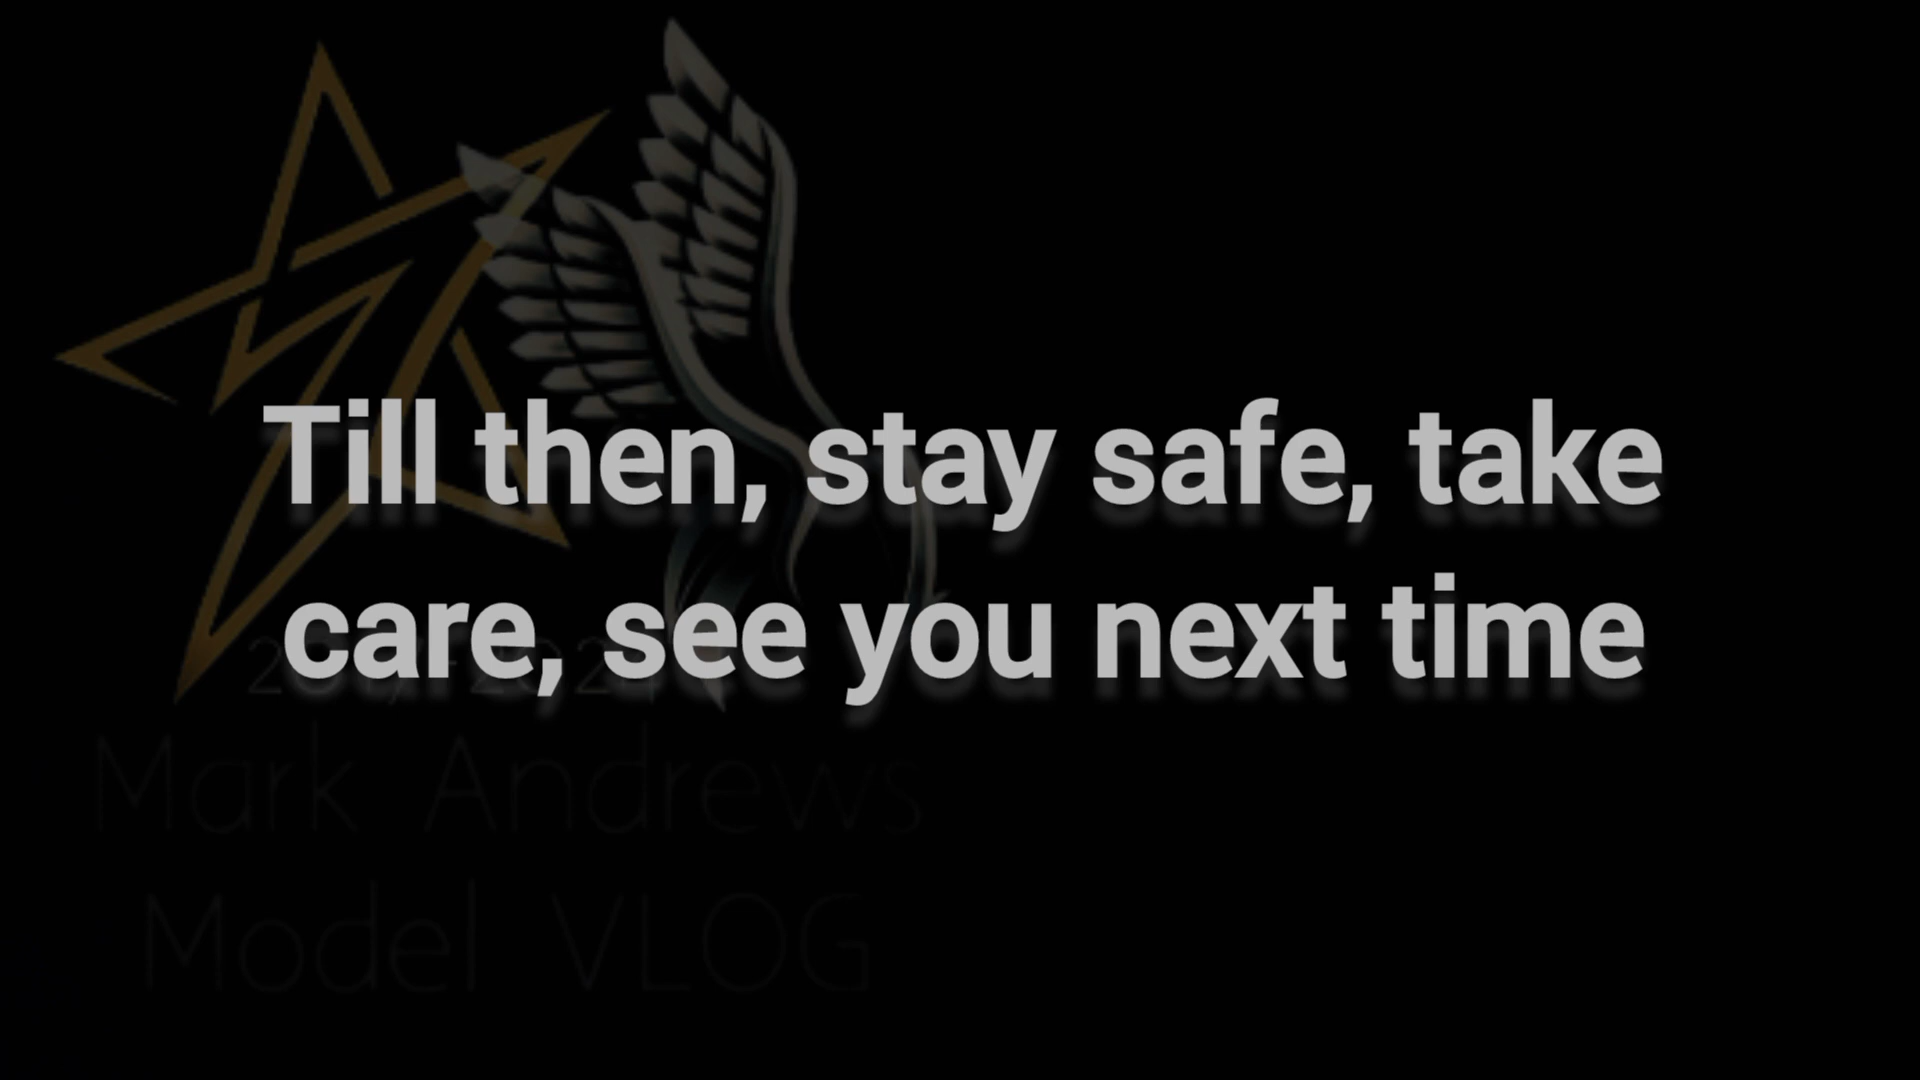 Till then, stay safe, take
care, see you next time
Mark Andrews
Model VLOG